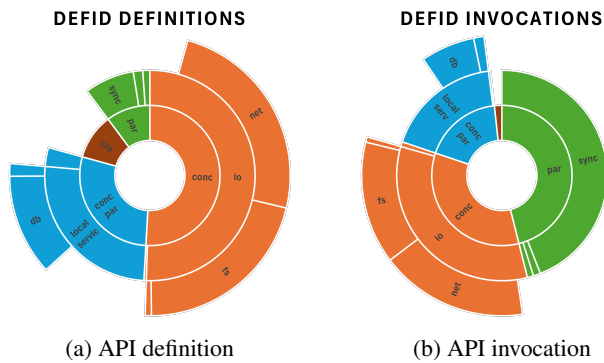 DEFID DEFINITIONS
sync
par
n/a
net
conc
io
conc
par
db
local
servic
fs
(a) API definition
DEFID INVOCATIONS
db
local
serv
conc
par
par
sync
fs
conc
io
net
(b) API invocation